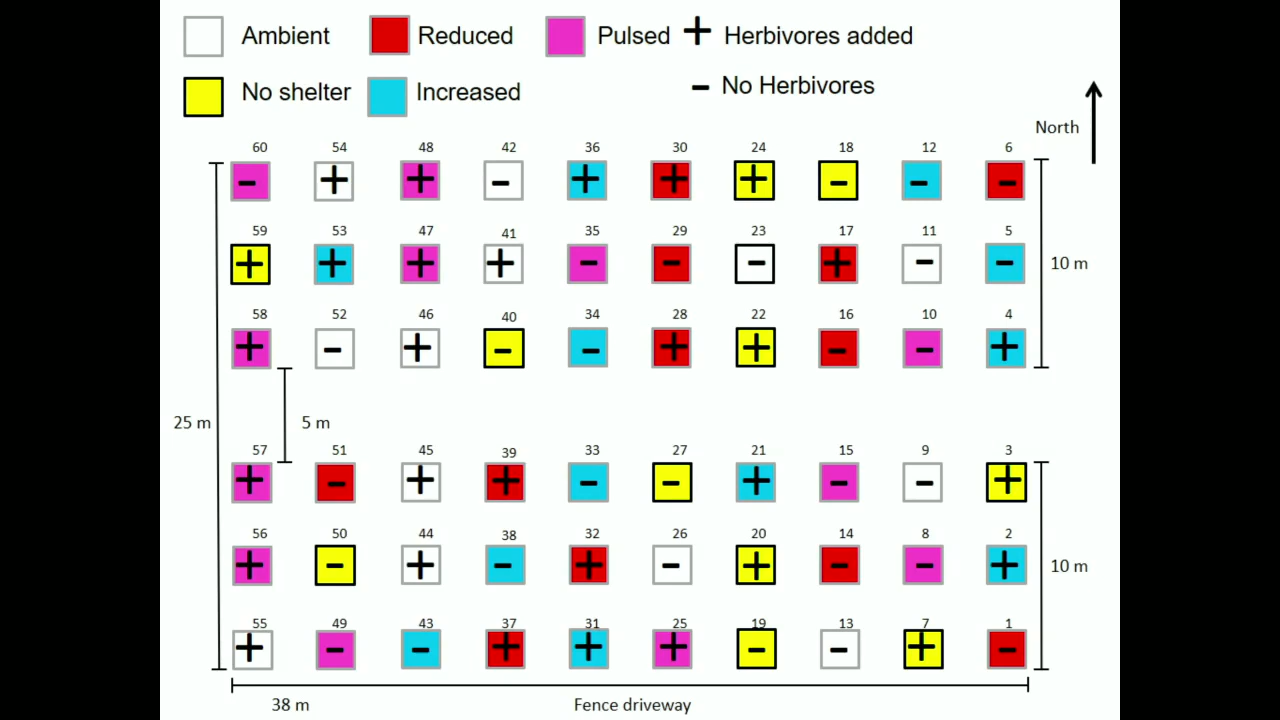 Ambient Reduced Pulsed + Herbivores added
No shelter Increased - No Herbivores
North
60 54 48 42 36 30 24 18 12 6
- + + - + + + - - -
59 53 47 41 35 29 23 17 11 5
+ + + + - - - + - -
10 m
58 52 46 40 34 28 22 16 10 4
+ - + - - + + - - +
25 m 5 m
57 51 45 39 33 27 21 15 9 3
+ - + + - - + - - +
56 50 44 38 32 26 20 14 8 2
+ - + - + - + - - +
10 m
55 49 43 37 31 25 19 13 7 1
+ - - + + + - - + -
38 m Fence driveway